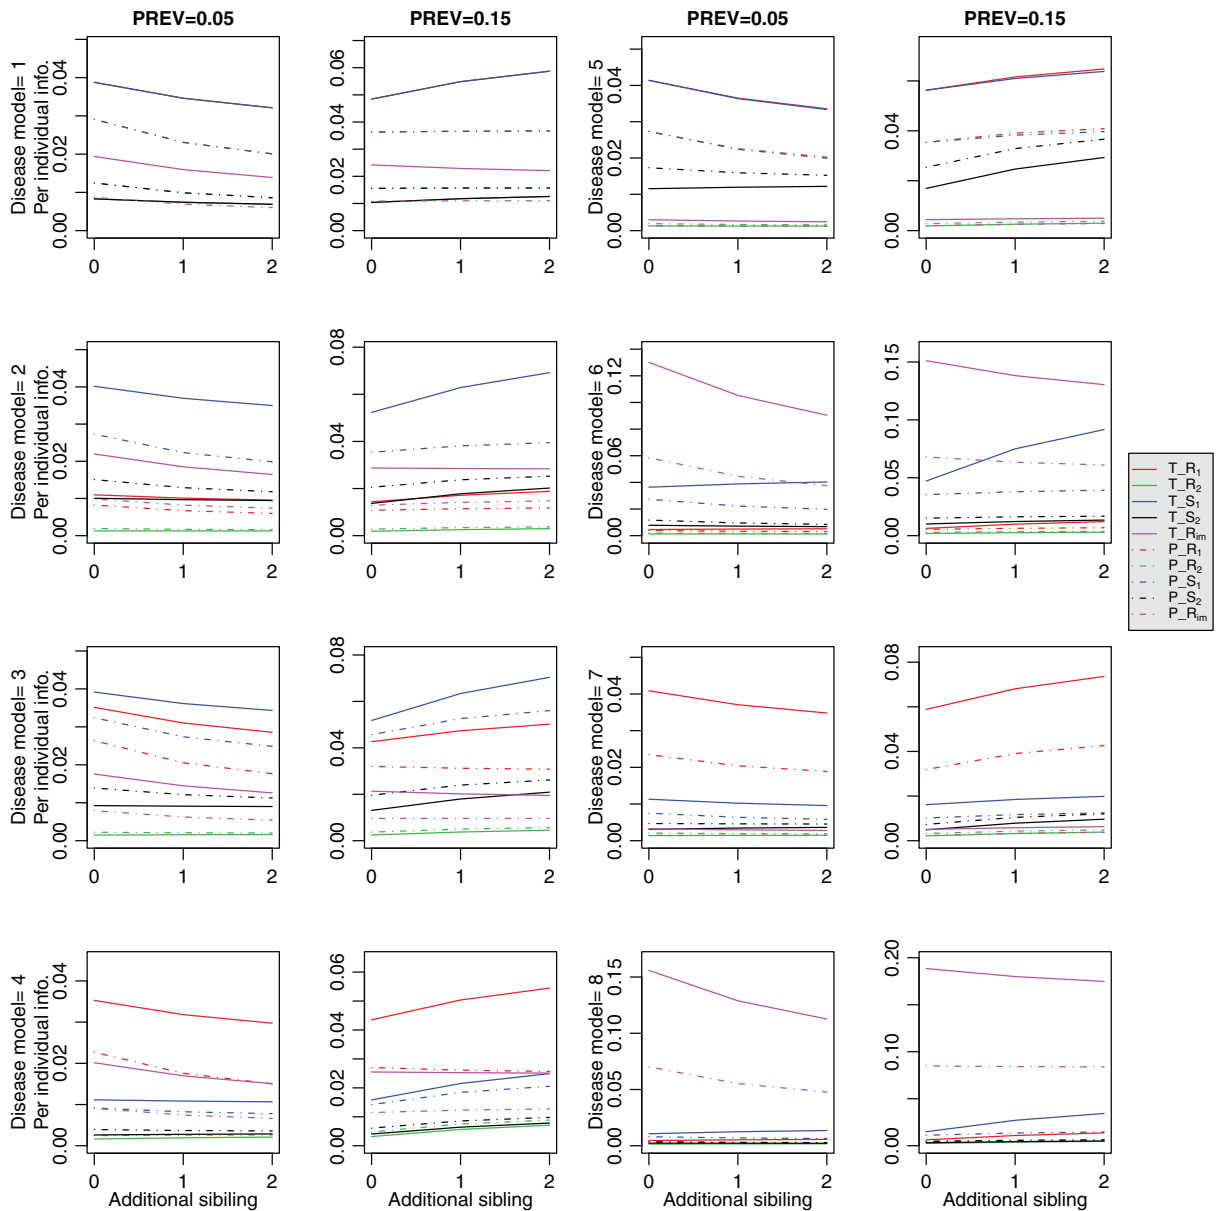 PREV=0.05
PREV=0.15
PREV=0.05
PREV=0.15
Disease model= 1
Per individual info.
0.00 0.02 0.04
0 1 2
0.00 0.02 0.04 0.06
0 1 2
Disease model= 5
0.00 0.02 0.04
0 1 2
0.00 0.04
0 1 2
Disease model= 2
Per individual info.
0.00 0.02 0.04
0 1 2
0.00 0.04 0.08
0 1 2
Disease model= 6
0.00 0.06 0.12
0 1 2
0.00 0.05 0.10 0.15
0 1 2
T_R1
T_R2
T_S1
T_S2
T_Rim
P_R1
P_R2
P_S1
P_S2
P_Rim
Disease model= 3
Per individual info.
0.00 0.02 0.04
0 1 2
0.00 0.04 0.08
0 1 2
Disease model= 7
0.00 0.02 0.04
0 1 2
0.00 0.04 0.08
0 1 2
Disease model= 4
Per individual info.
0.00 0.02 0.04
0 1 2
Additional sibiling
0.00 0.02 0.04 0.06
0 1 2
Additional sibling
Disease model= 8
0.00 0.05 0.10 0.15
0 1 2
Additional sibling
0.00 0.10 0.20
0 1 2
Additional sibling